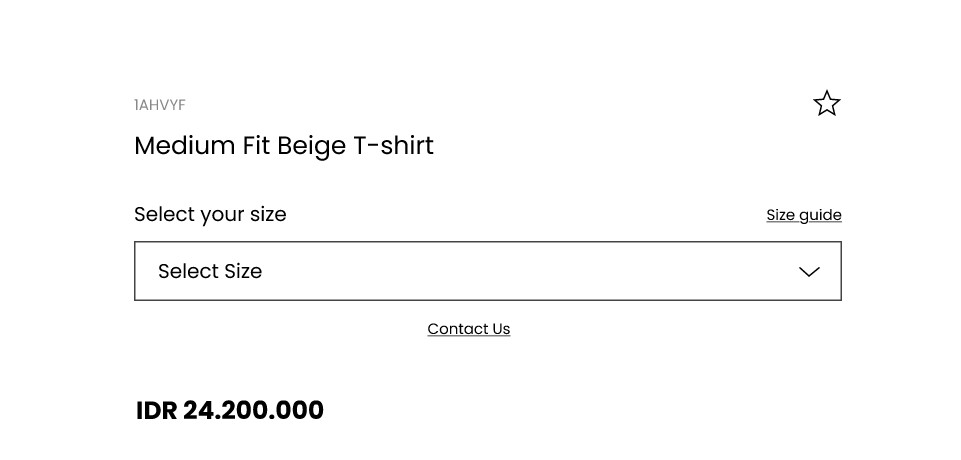 1AHVYF
Medium Fit Beige T-shirt
Select your size
Size guide
Select Size
Contact Us
IDR 24.200.000